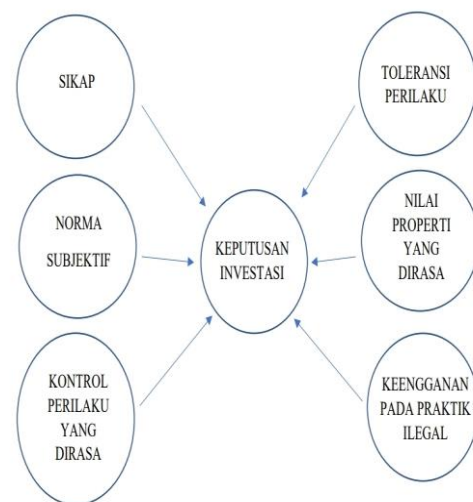 SIKAP
TOLERANSI
PERILAKU
NORMA
SUBJEKTIF
KEPUTUSAN
INVESTASI
NILAI
PROPERTI
YANG
DIRASA
KONTROL
PERILAKU
YANG
DIRASA
KEENGGANAN
PADA PRAKTIK
ILEGAL